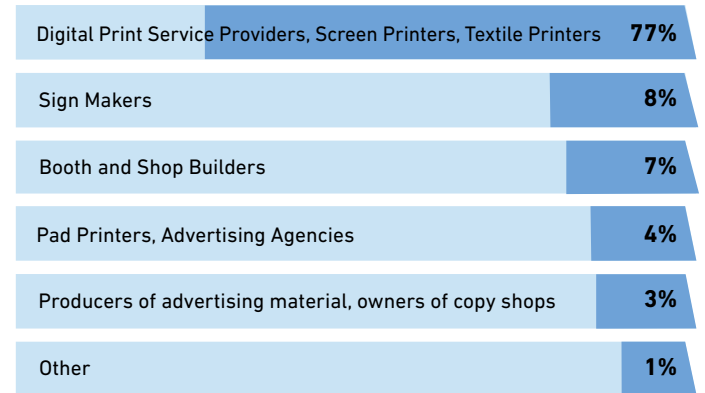 Digital Print Service Providers, Screen Printers, Textile Printers 77%
Sign Makers 8%
Booth and Shop Builders 7%
Pad Printers, Advertising Agencies 4%
Producers of advertising material, owners of copy shops 3%
Other 1%